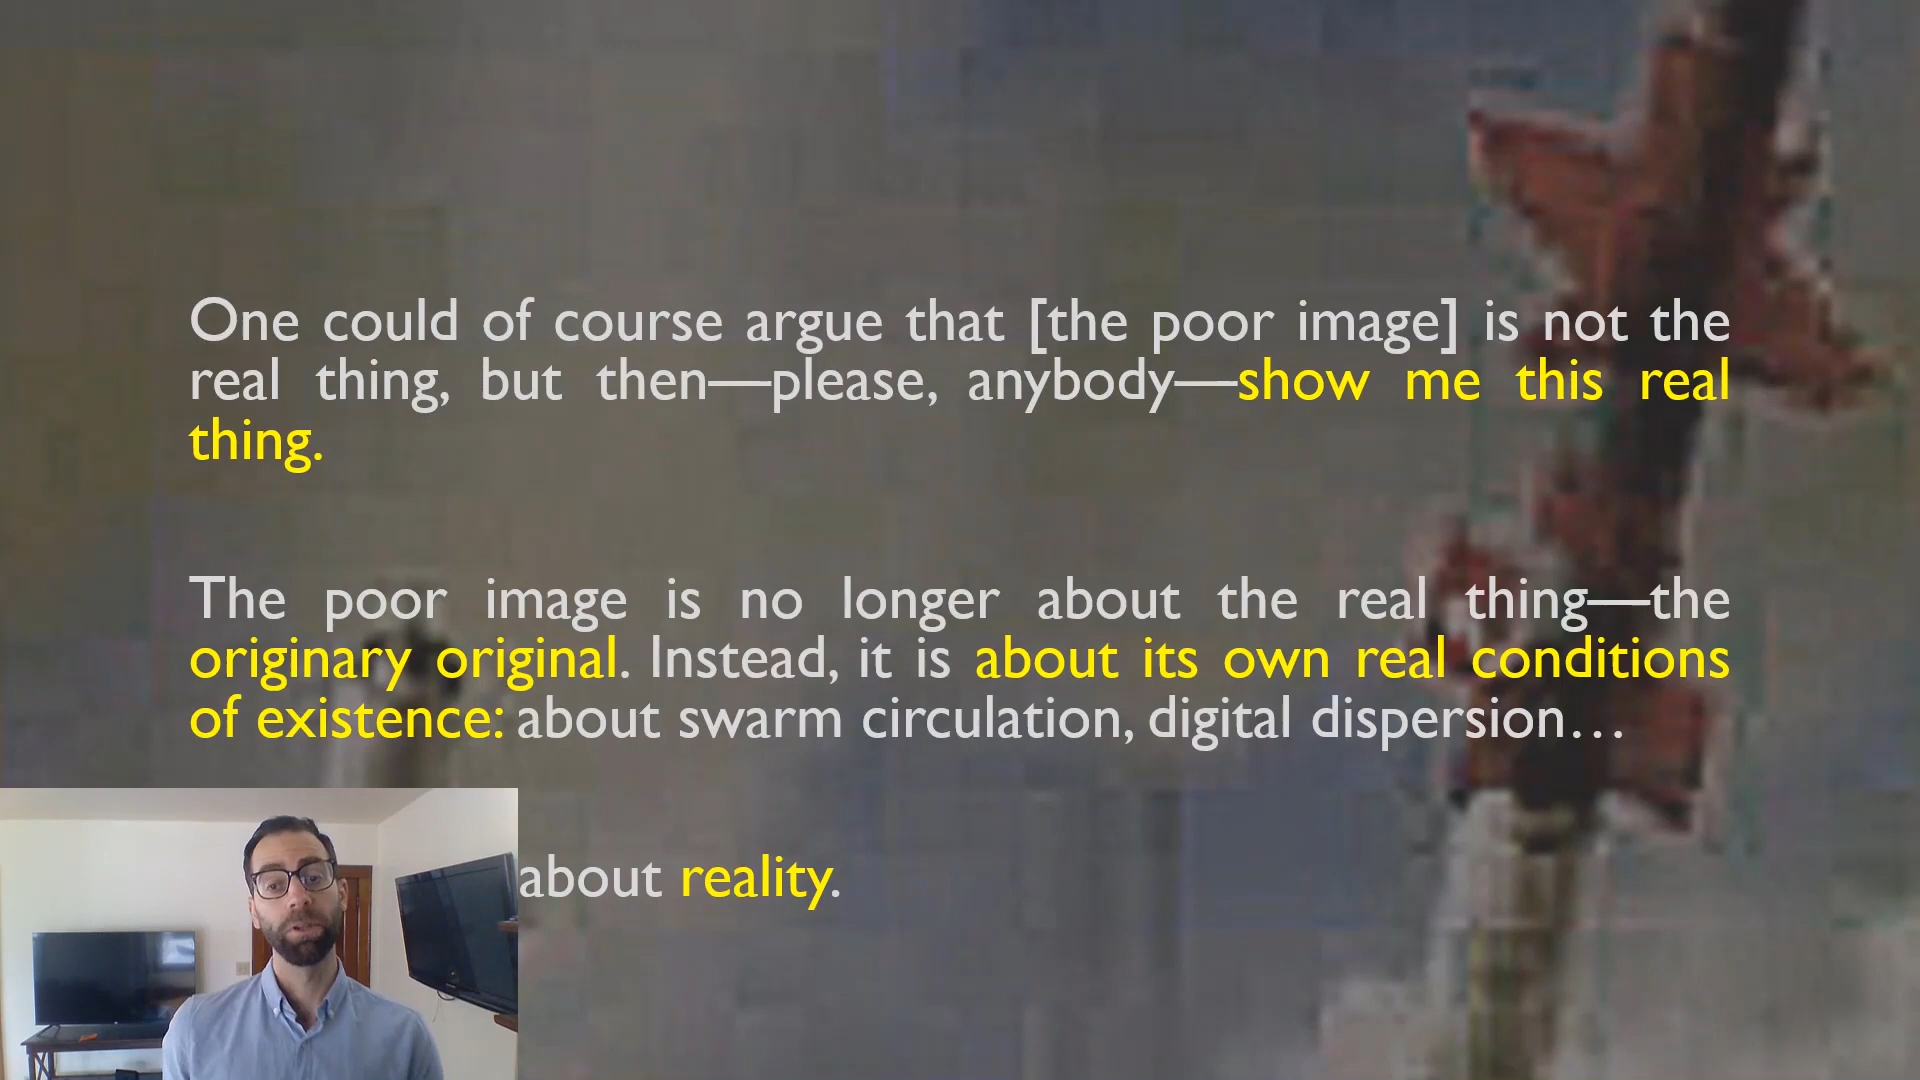 One could of course argue that [the poor image] is not the
real thing, but then—please, anybody—show me this real
thing.
The poor image is no longer about the real thing—the
originary original. Instead, it is about its own real conditions
of existence: about swarm circulation, digital dispersion…
about reality.